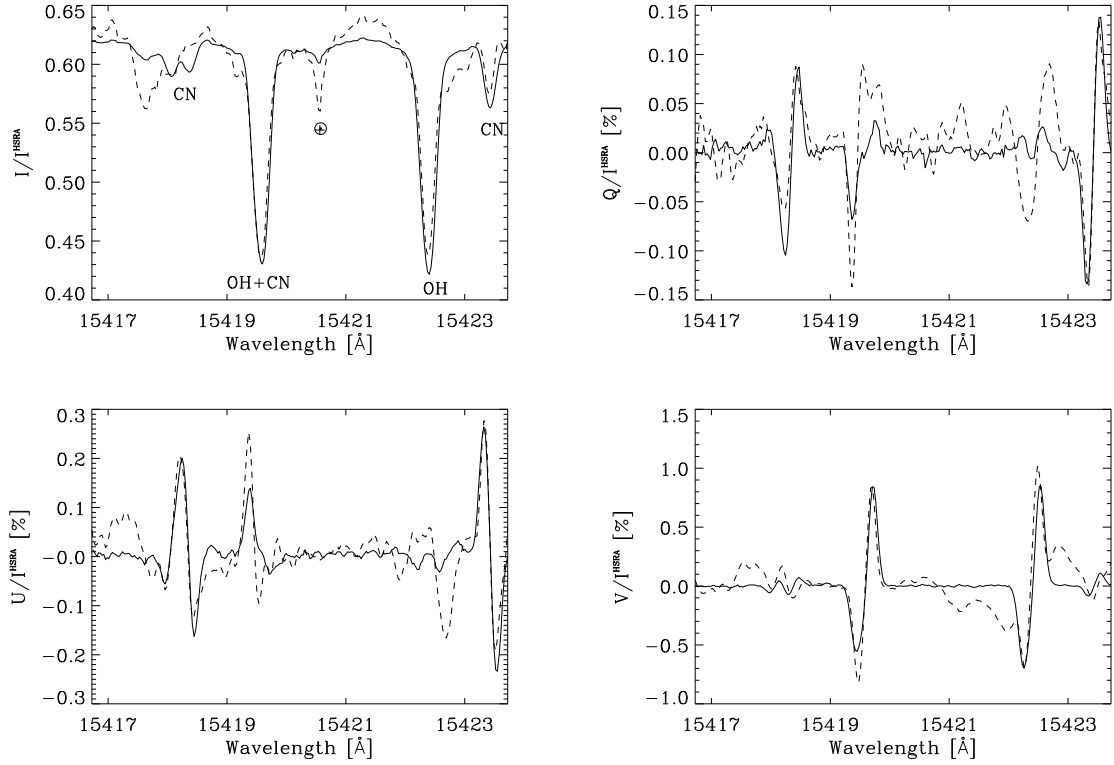 0.65
0.60
0.55
0.50
0.45
0.40
I/I^HSRA
CN
⊕
CN
OH+CN
OH
15417 15419 15421 15423
Wavelength [Å]
0.15
0.10
0.05
0.00
−0.05
−0.10
−0.15
Q/I^HSRA [%]
15417 15419 15421 15423
Wavelength [Å]
0.3
0.2
0.1
−0.0
−0.1
−0.2
−0.3
U/I^HSRA [%]
15417 15419 15421 15423
Wavelength [Å]
1.5
1.0
0.5
0.0
−0.5
−1.0
V/I^HSRA [%]
15417 15419 15421 15423
Wavelength [Å]